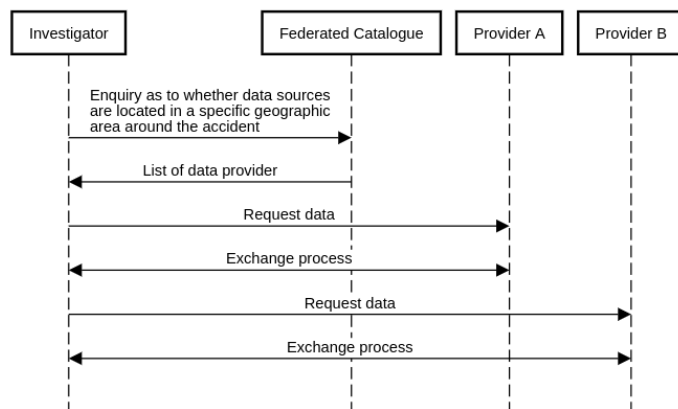 Investigator
Federated Catalogue
Provider A
Provider B
Enquiry as to whether data sources
are located in a specific geographic
area around the accident
List of data provider
Request data
Exchange process
Request data
Exchange process